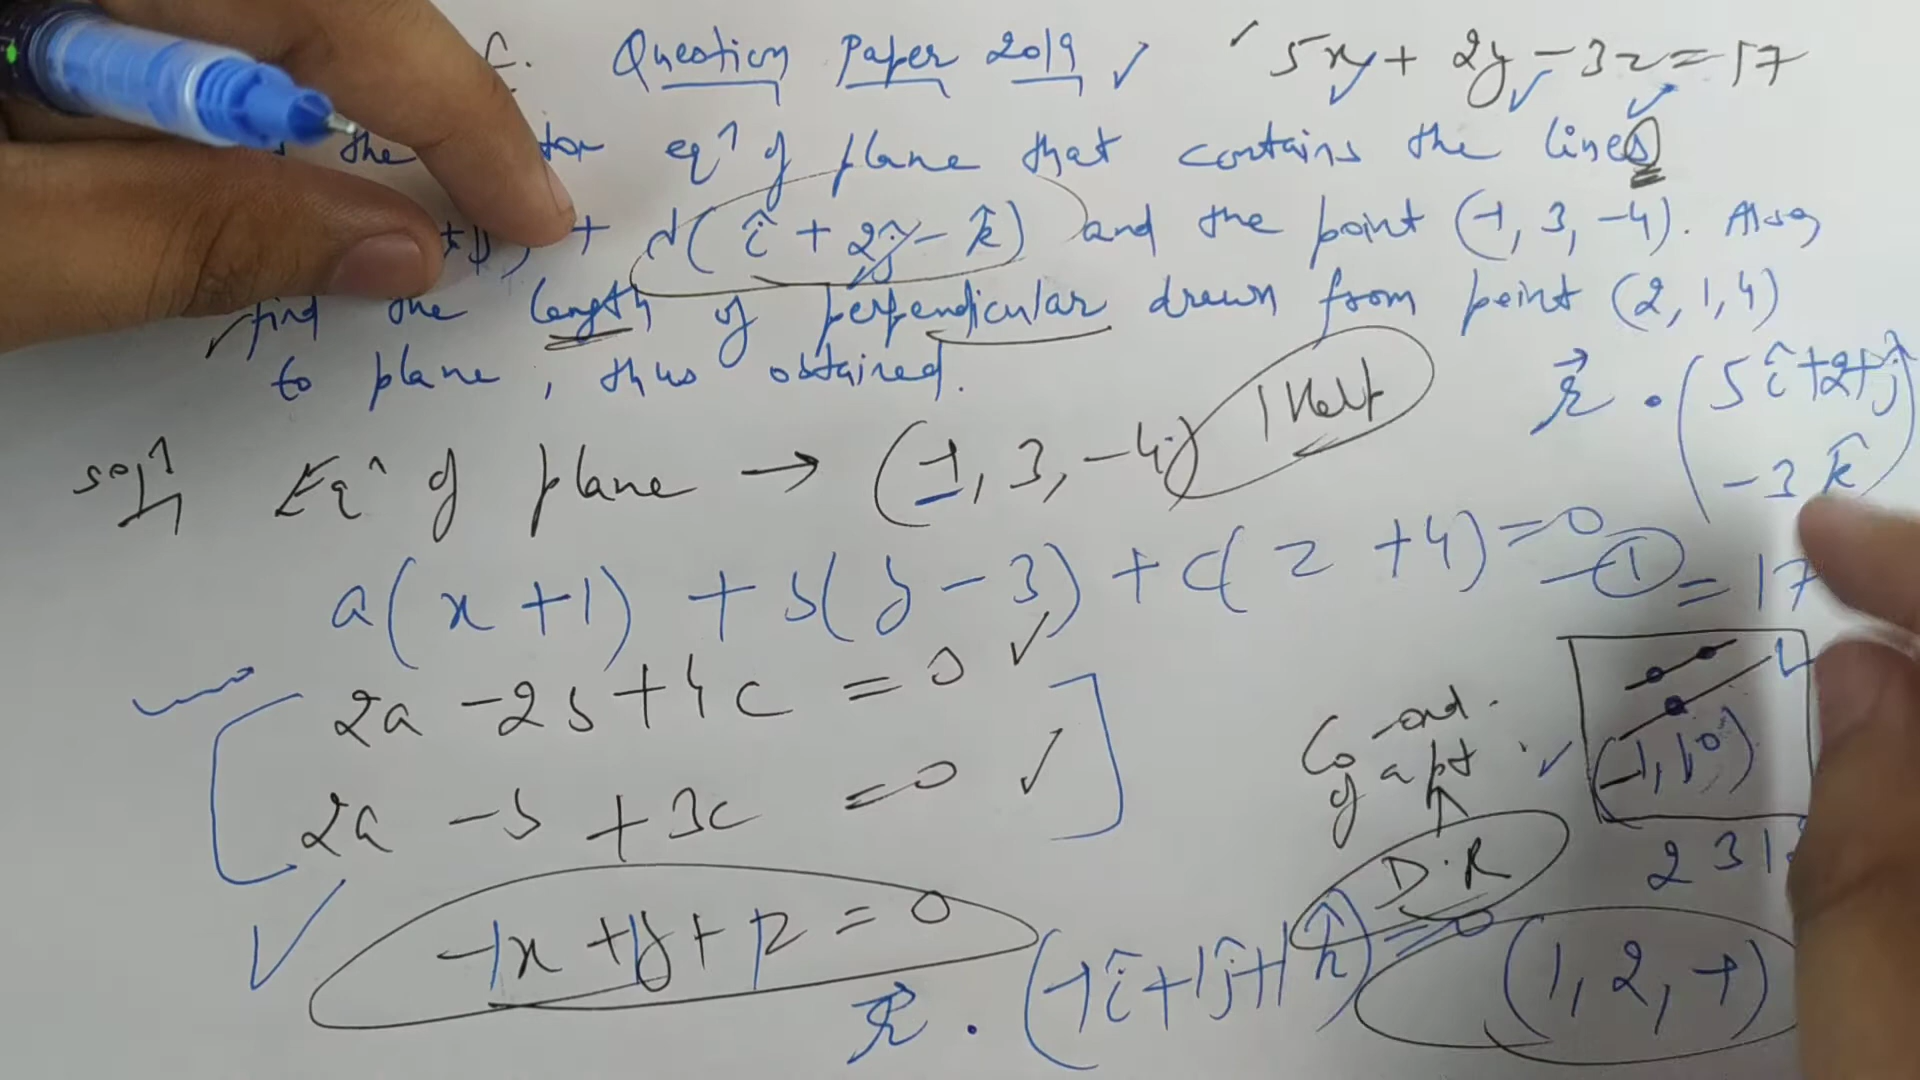 C. Question Paper 2019 ✓ ✓ 5x + 2y - 3z = 17
the eqⁿ of plane that contains the lines
+ λ(î + 2ĵ - k̂) and the point (-1, 3, -4). Also
find the length of perpendicular drawn from point (2, 1, 4)
to plane, thus obtained.
solⁿ Eqⁿ of plane → (-1, 3, -4)
r⃗ . (5î + 2ĵ
- 3k̂)
= 17
a(x + 1) + b(y - 3) + c(z + 4) = 0 — ①
2a - 2b + 4c = 0 ✓
2a - b + 3c = 0 ✓
Co-ord.
of a pt ✓
(-1, 1, 0)
D.R
2 3 1
-1x + 1y + 1z = 0
r⃗ . (-1î + 1ĵ + 1k̂) = 0
(1, 2, -1)